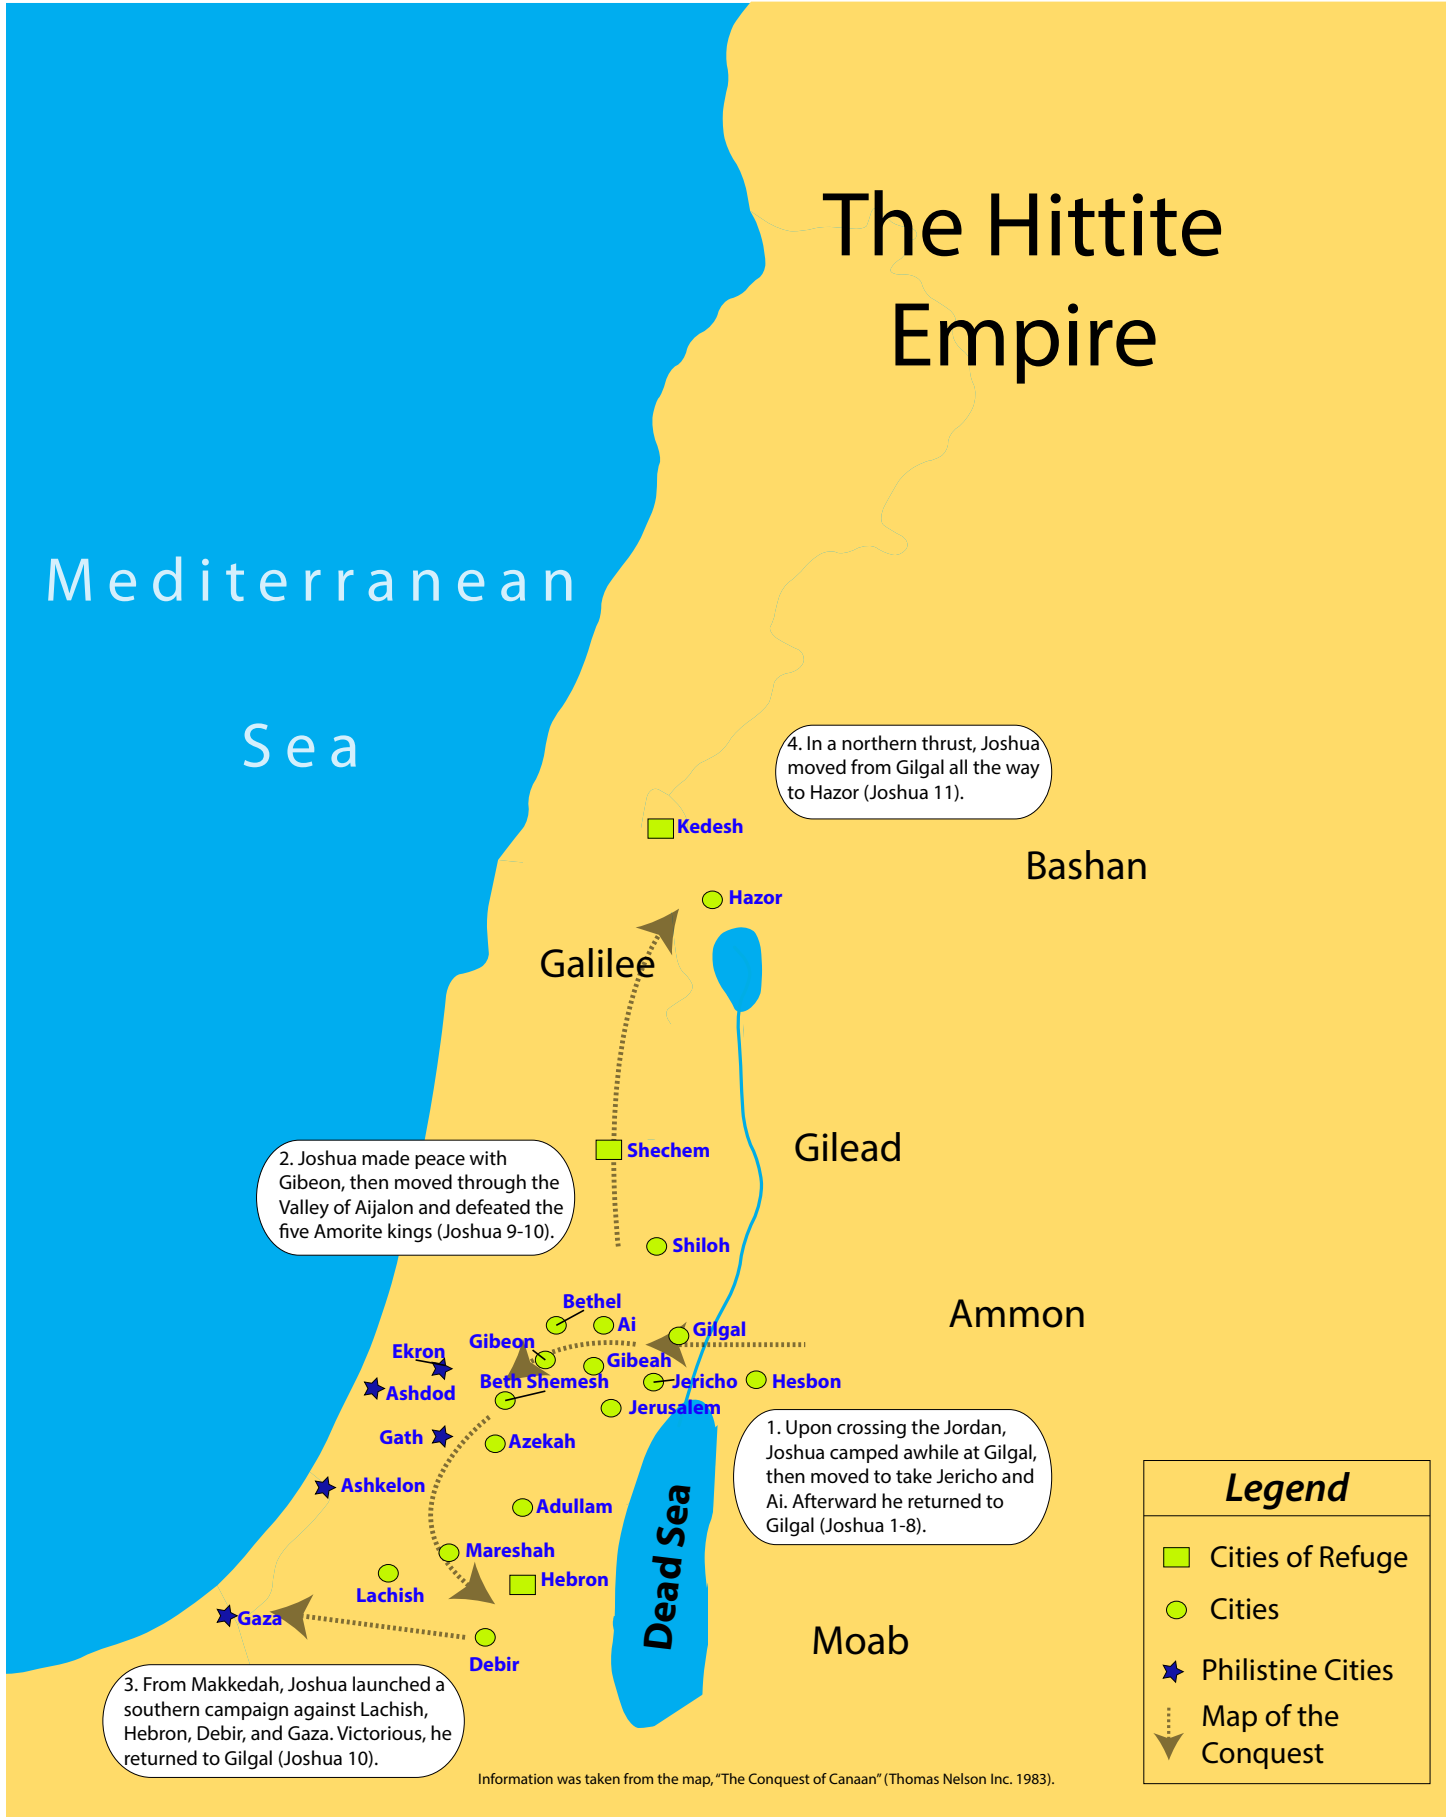 The Hittite
Empire
Mediterranean
Sea
4. In a northern thrust, Joshua
moved from Gilgal all the way
to Hazor (Joshua 11).
Kedesh
Bashan
Hazor
Galilee
Gilead
Shechem
2. Joshua made peace with
Gibeon, then moved through the
Valley of Aijalon and defeated the
five Amorite kings (Joshua 9-10).
Shiloh
Ammon
Bethel
Ai
Gilgal
Gibeon
Ekron
Gibeah
Beth Shemesh
Jericho
Hesbon
Ashdod
Jerusalem
Gath
Azekah
1. Upon crossing the Jordan,
Joshua camped awhile at Gilgal,
then moved to take Jericho and
Ai. Afterward he returned to
Gilgal (Joshua 1-8).
Ashkelon
Adullam
Dead Sea
Mareshah
Hebron
Lachish
Gaza
Moab
Debir
3. From Makkedah, Joshua launched a
southern campaign against Lachish,
Hebron, Debir, and Gaza. Victorious, he
returned to Gilgal (Joshua 10).
Legend
Cities of Refuge
Cities
Philistine Cities
Map of the
Conquest
Information was taken from the map, “The Conquest of Canaan” (Thomas Nelson Inc. 1983).